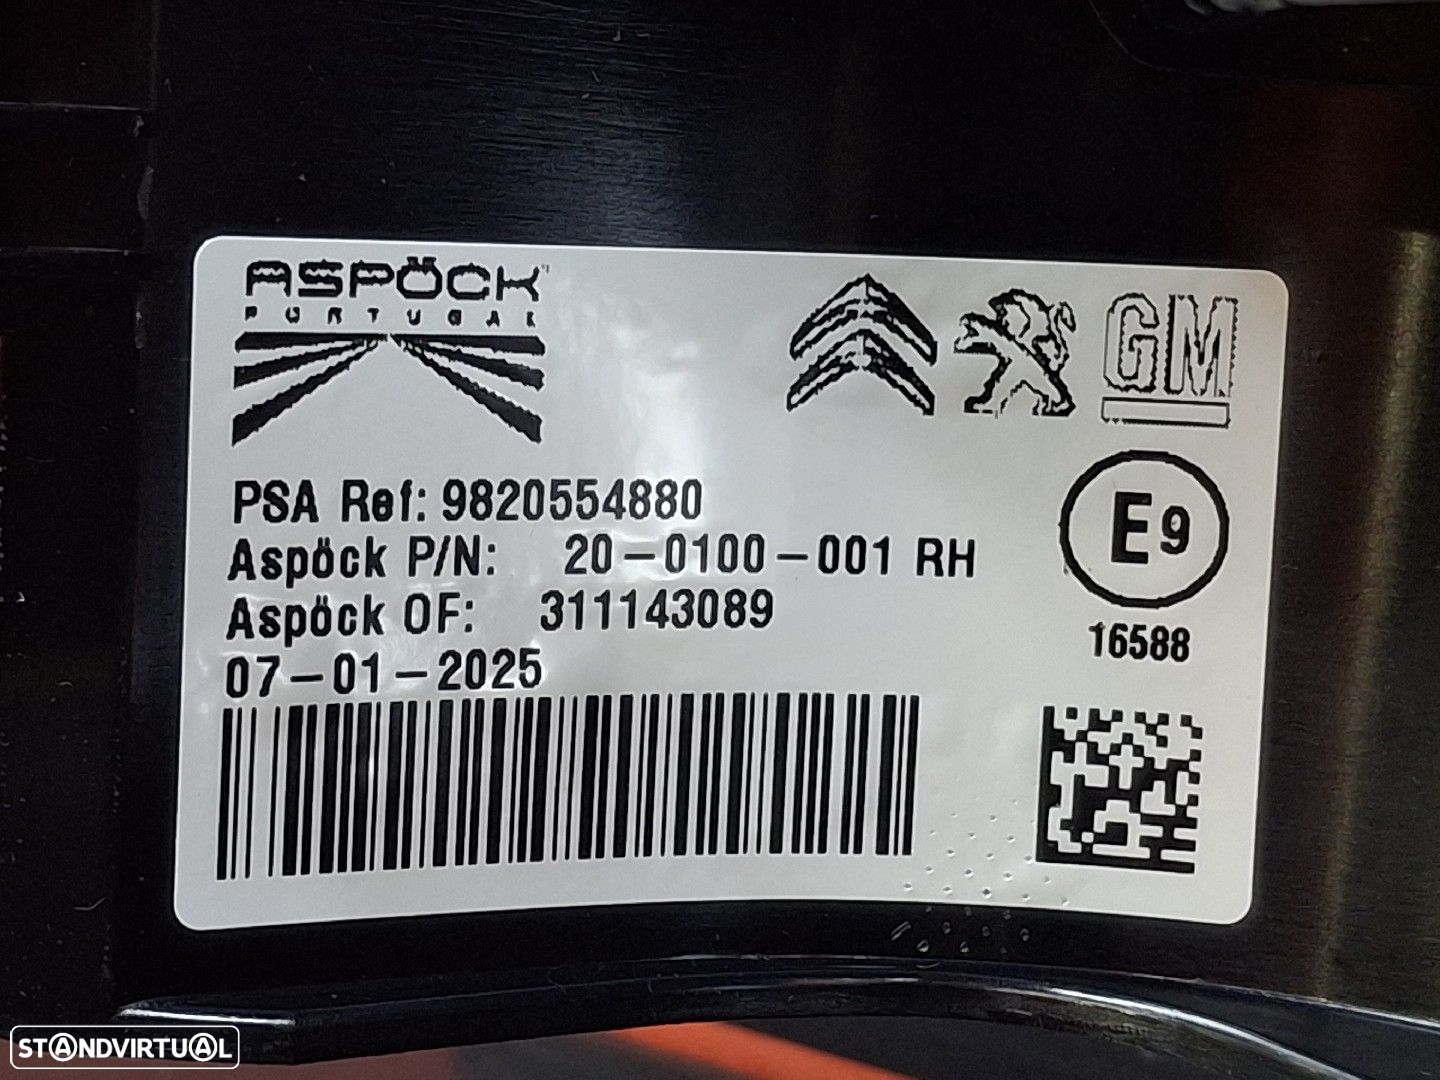 ASPÖCK
PORTUGAL
GM
PSA Ref: 9820554880
Aspöck P/N: 20-0100-001 RH
Aspöck OF: 311143089
07-01-2025
E9
16588
STANDVIRTUAL